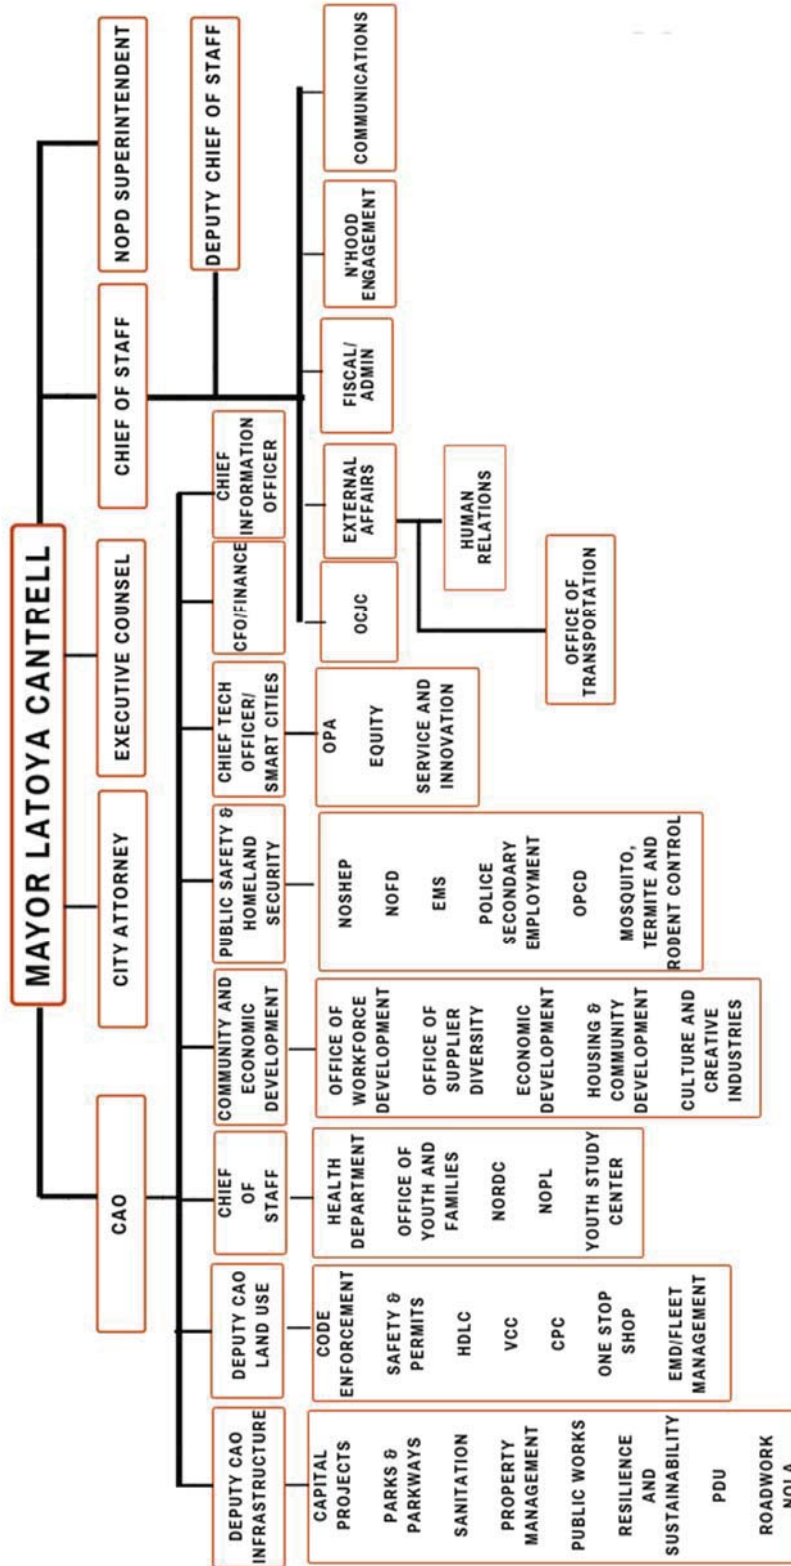 MAYOR LATOYA CANTRELL
CAO
CITY ATTORNEY
EXECUTIVE COUNSEL
CHIEF OF STAFF
NOPD SUPERINTENDENT
DEPUTY CHIEF OF STAFF
DEPUTY CAO
INFRASTRUCTURE
DEPUTY CAO
LAND USE
CHIEF
OF
STAFF
COMMUNITY AND
ECONOMIC
DEVELOPMENT
PUBLIC SAFETY &
HOMELAND
SECURITY
CHIEF TECH
OFFICER/
SMART CITIES
CFO/FINANCE
CHIEF
INFORMATION
OFFICER
CAPITAL
PROJECTS
PARKS &
PARKWAYS
SANITATION
PROPERTY
MANAGEMENT
PUBLIC WORKS
RESILIENCE
AND
SUSTAINABILITY
PDU
ROADWORK
NOLA
CODE
ENFORCEMENT
SAFETY &
PERMITS
HDLC
VCC
CPC
ONE STOP
SHOP
EMD/FLEET
MANAGEMENT
HEALTH
DEPARTMENT
OFFICE OF
YOUTH AND
FAMILIES
NORDC
NOPL
YOUTH STUDY
CENTER
OFFICE OF
WORKFORCE
DEVELOPMENT
OFFICE OF
SUPPLIER
DIVERSITY
ECONOMIC
DEVELOPMENT
HOUSING &
COMMUNITY
DEVELOPMENT
CULTURE AND
CREATIVE
INDUSTRIES
NOSHEP
NOFD
EMS
POLICE
SECONDARY
EMPLOYMENT
OPCD
MOSQUITO,
TERMITE AND
RODENT CONTROL
OPA
EQUITY
SERVICE AND
INNOVATION
OCJC
EXTERNAL
AFFAIRS
FISCAL/
ADMIN
N'HOOD
ENGAGEMENT
COMMUNICATIONS
HUMAN
RELATIONS
OFFICE OF
TRANSPORTATION